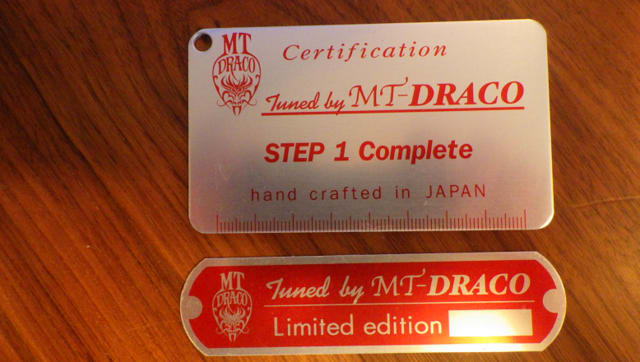 MT
DRACO
Certification
Tuned by MT-DRACO
STEP 1 Complete
hand crafted in JAPAN
MT
DRACO
Tuned by MT-DRACO
Limited edition